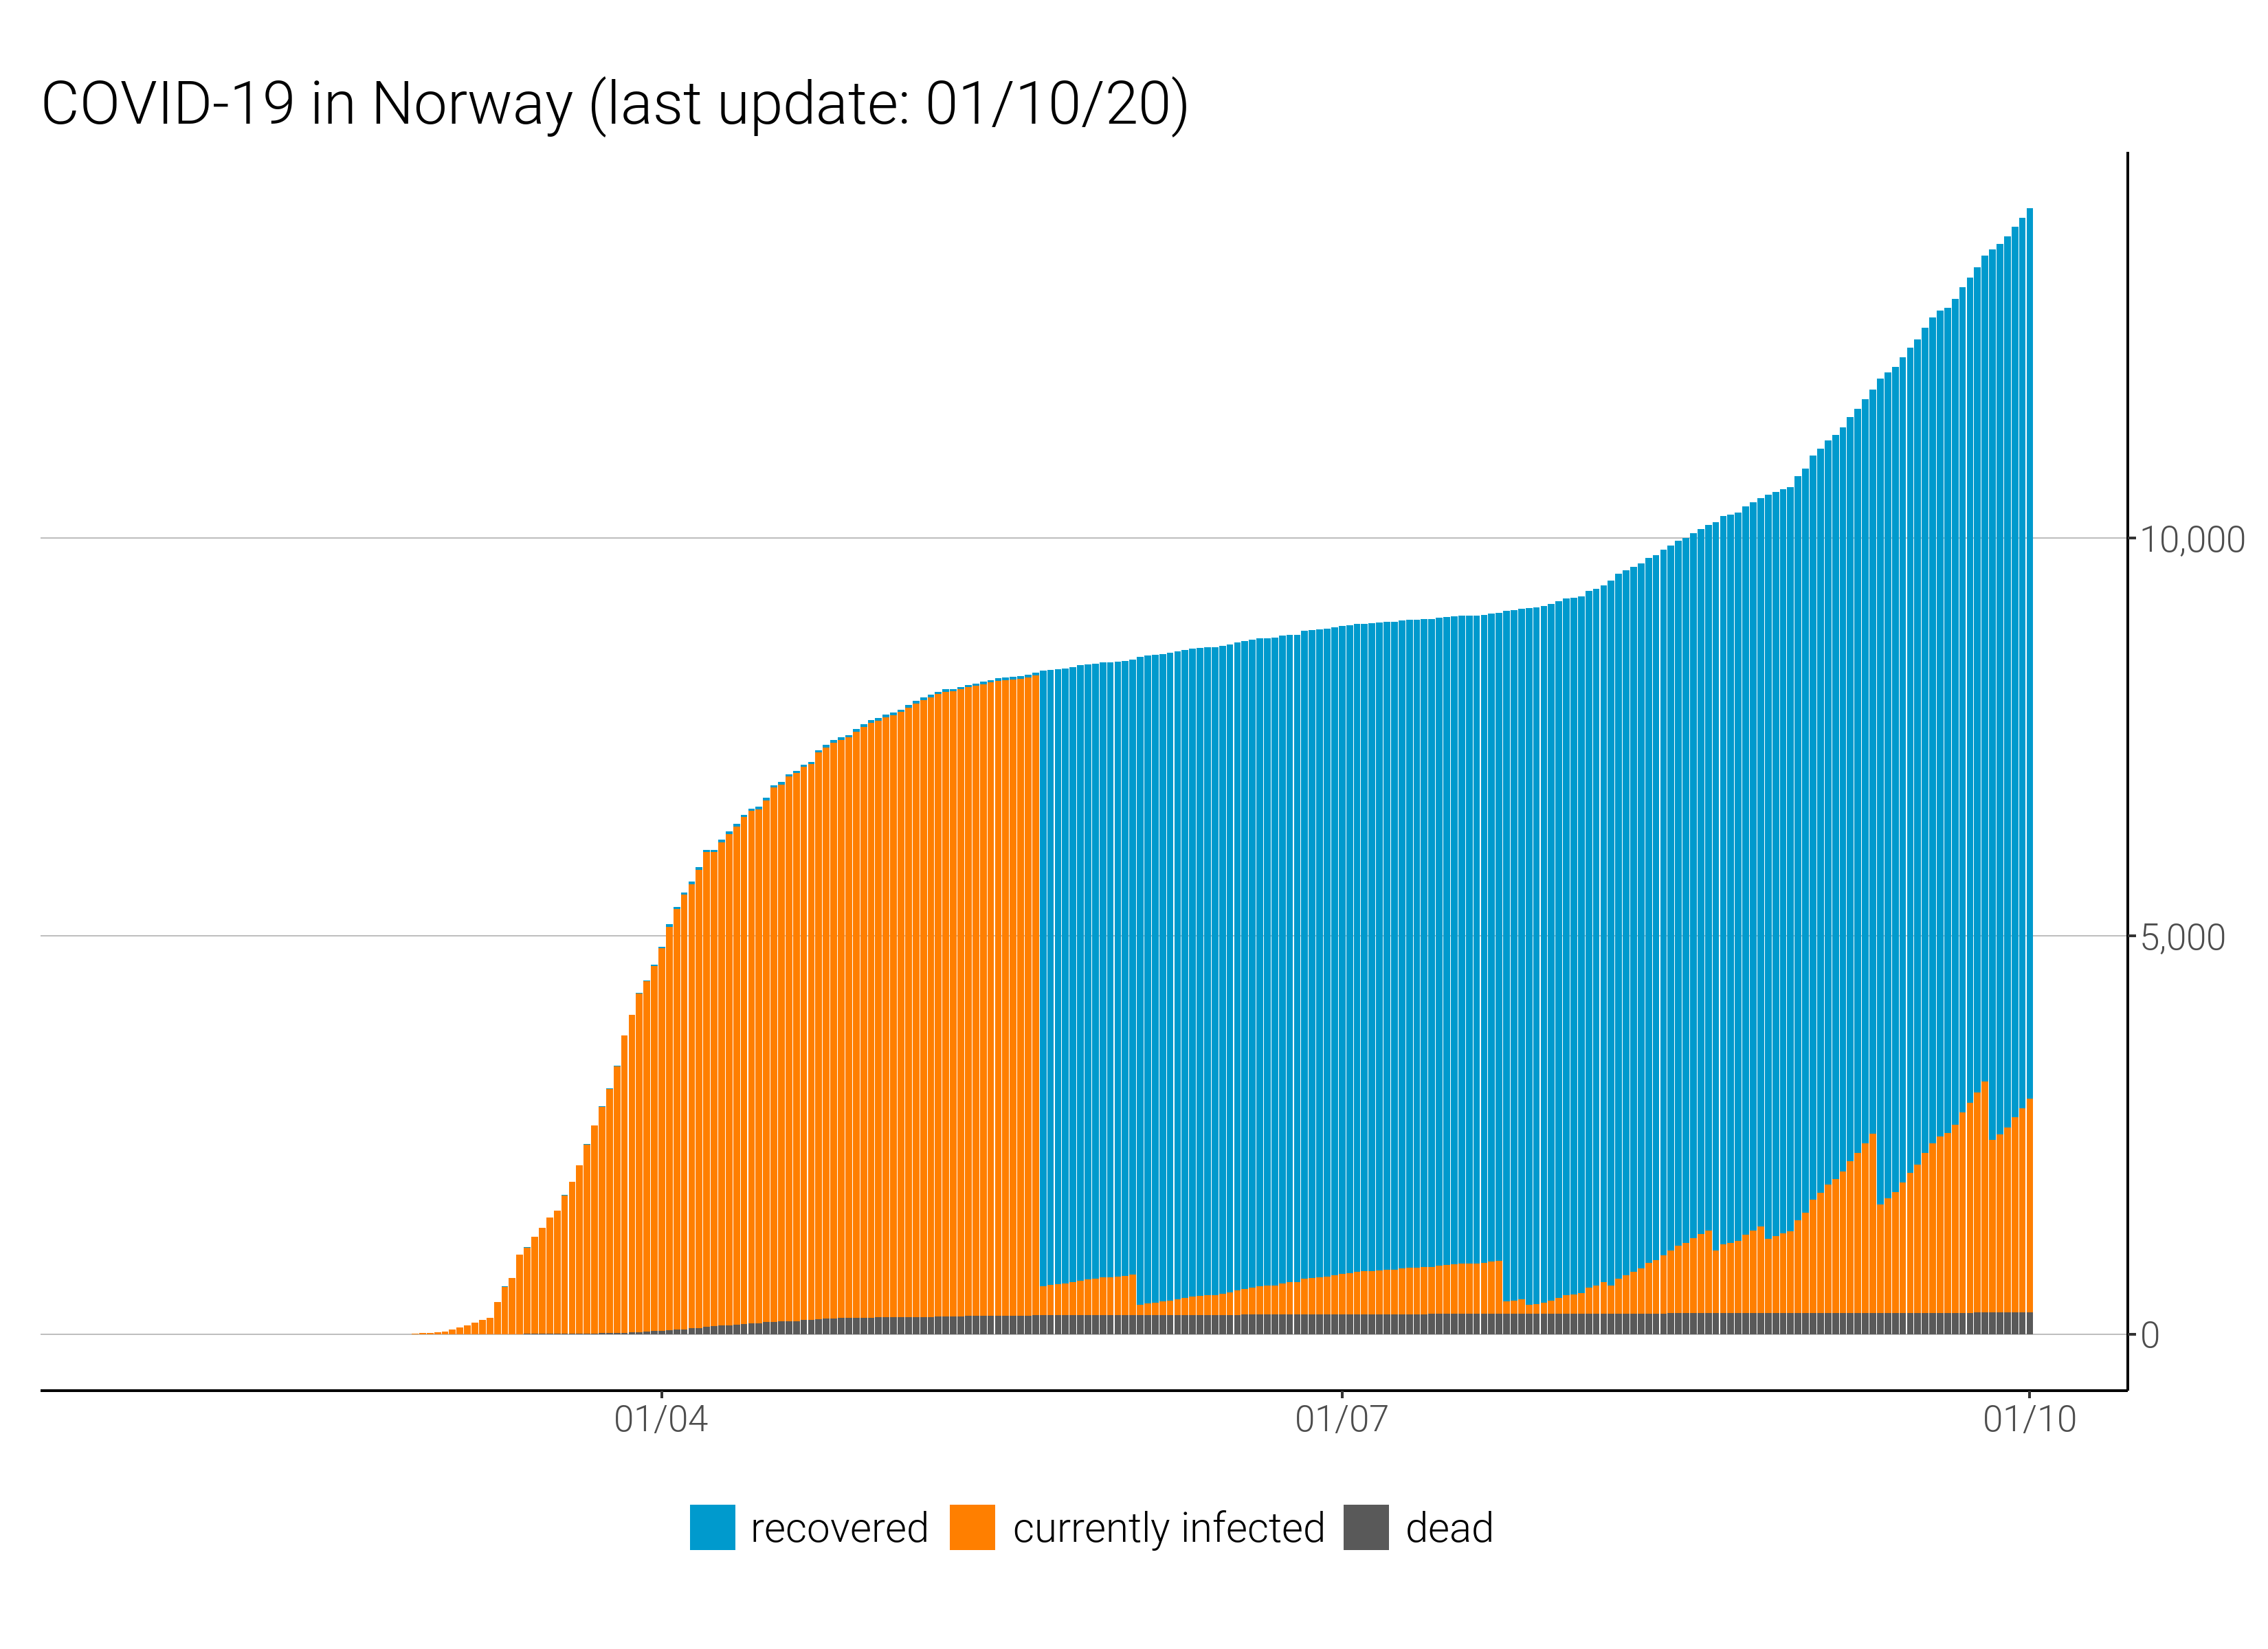 COVID-19 in Norway (last update: 01/10/20)
10,000
5,000
0
01/04 01/07 01/10
recovered currently infected dead